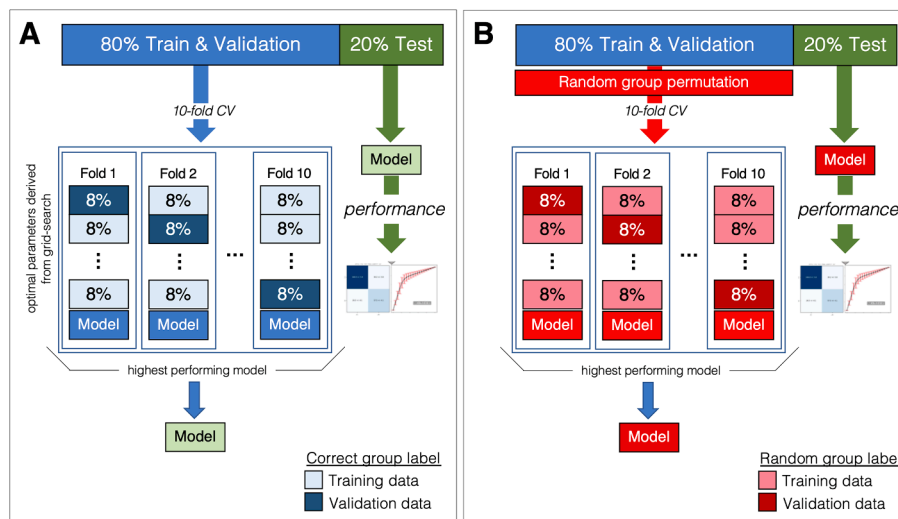 A
80% Train & Validation
20% Test
10-fold CV
optimal parameters derived
from grid-search
Fold 1
Fold 2
Fold 10
8%
8%
8%
8%
8%
8%
...
8%
8%
8%
Model
Model
Model
highest performing model
Model
Model
performance
Correct group label
Training data
Validation data
B
80% Train & Validation
20% Test
Random group permutation
10-fold CV
Fold 1
Fold 2
Fold 10
8%
8%
8%
8%
8%
8%
...
8%
8%
8%
Model
Model
Model
highest performing model
Model
Model
performance
Random group label
Training data
Validation data